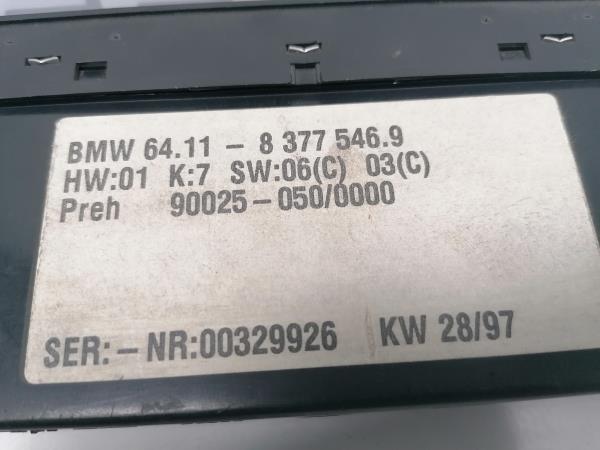 BMW 64.11 - 8 377 546.9
HW:01 K:7 SW:06(C) 03(C)
Preh 90025-050/0000
SER:-NR:00329926 KW 28/97